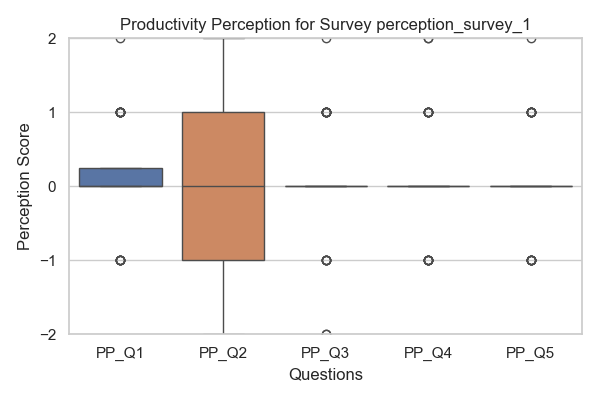 Productivity Perception for Survey perception_survey_1
Perception Score
2
1
0
−1
−2
PP_Q1 PP_Q2 PP_Q3 PP_Q4 PP_Q5
Questions